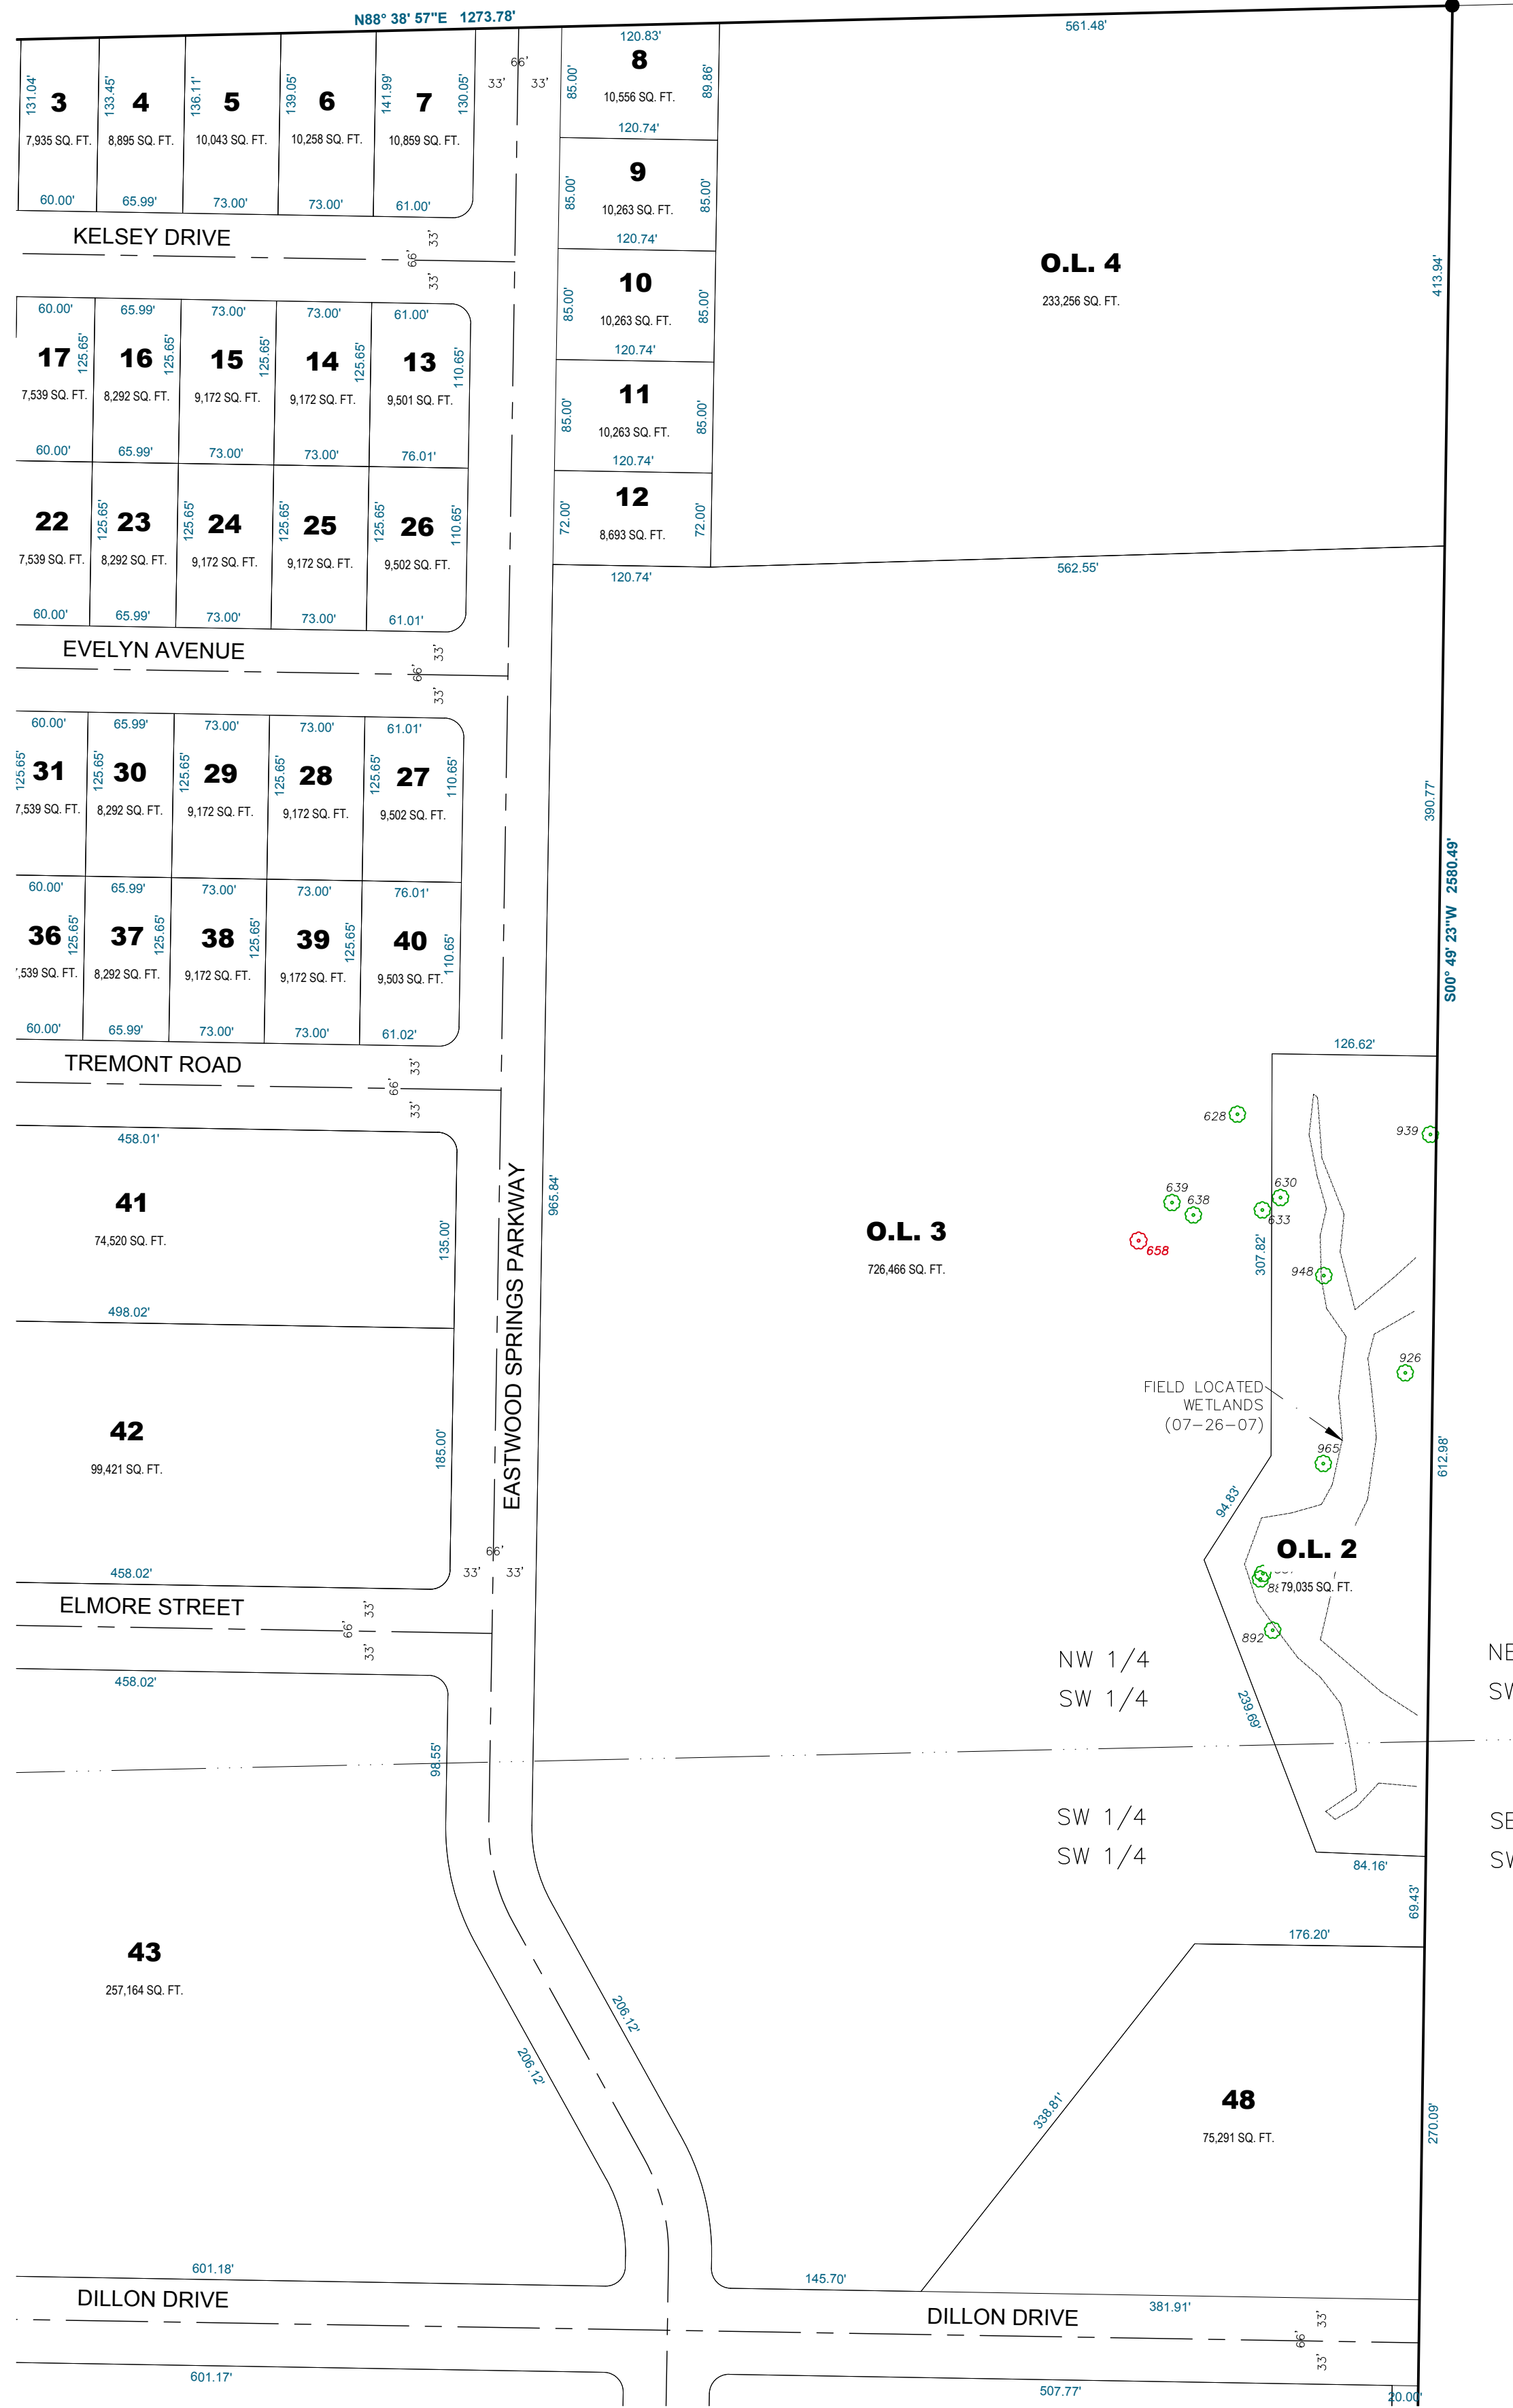 N88° 38' 57"E 1273.78'
561.48'
120.83'
66'
33' 33'
131.04'
3
7,935 SQ. FT.
60.00'
133.45'
4
8,895 SQ. FT.
65.99'
136.11'
5
10,043 SQ. FT.
73.00'
139.05'
6
10,258 SQ. FT.
73.00'
141.99'
7
130.05'
10,859 SQ. FT.
61.00'
85.00'
8
89.86'
10,556 SQ. FT.
120.74'
85.00'
9
85.00'
10,263 SQ. FT.
120.74'
85.00'
10
85.00'
10,263 SQ. FT.
120.74'
85.00'
11
85.00'
10,263 SQ. FT.
120.74'
72.00'
12
72.00'
8,693 SQ. FT.
120.74'
O.L. 4
233,256 SQ. FT.
413.94'
562.55'
KELSEY DRIVE
33'
66'
33'
60.00'
65.99'
73.00'
73.00'
61.00'
17
125.65'
7,539 SQ. FT.
60.00'
16
125.65'
8,292 SQ. FT.
65.99'
15
125.65'
9,172 SQ. FT.
73.00'
14
125.65'
9,172 SQ. FT.
73.00'
13
110.65'
9,501 SQ. FT.
76.01'
22
7,539 SQ. FT.
60.00'
125.65'
23
8,292 SQ. FT.
65.99'
125.65'
24
9,172 SQ. FT.
73.00'
125.65'
25
9,172 SQ. FT.
73.00'
125.65'
26
110.65'
9,502 SQ. FT.
61.01'
EVELYN AVENUE
33'
66'
33'
60.00'
65.99'
73.00'
73.00'
61.01'
125.65'
31
7,539 SQ. FT.
60.00'
125.65'
30
8,292 SQ. FT.
65.99'
125.65'
29
9,172 SQ. FT.
73.00'
125.65'
28
9,172 SQ. FT.
73.00'
125.65'
27
110.65'
9,502 SQ. FT.
76.01'
36
125.65'
,539 SQ. FT.
60.00'
37
125.65'
8,292 SQ. FT.
65.99'
38
125.65'
9,172 SQ. FT.
73.00'
39
125.65'
9,172 SQ. FT.
73.00'
40
110.65'
9,503 SQ. FT.
61.02'
TREMONT ROAD
33'
66'
33'
458.01'
41
74,520 SQ. FT.
135.00'
498.02'
42
99,421 SQ. FT.
185.00'
458.02'
EASTWOOD SPRINGS PARKWAY
965.84'
66'
33' 33'
ELMORE STREET
33'
66'
33'
458.02'
98.55'
43
257,164 SQ. FT.
206.12'
206.12'
601.18'
O.L. 3
726,466 SQ. FT.
390.77'
S00° 49' 23"W 2580.49'
126.62'
628
939
639
638
630
633
658
307.82'
948
926
FIELD LOCATED
WETLANDS
(07-26-07)
965
612.98'
94.83'
O.L. 2
79,035 SQ. FT.
892
239.69'
NW 1/4
SW 1/4
NE
SW
SW 1/4
SW 1/4
SE
SW
84.16'
69.43'
176.20'
338.81'
48
75,291 SQ. FT.
270.09'
145.70'
381.91'
DILLON DRIVE
DILLON DRIVE
33'
66'
33'
601.17'
507.77'
20.00'